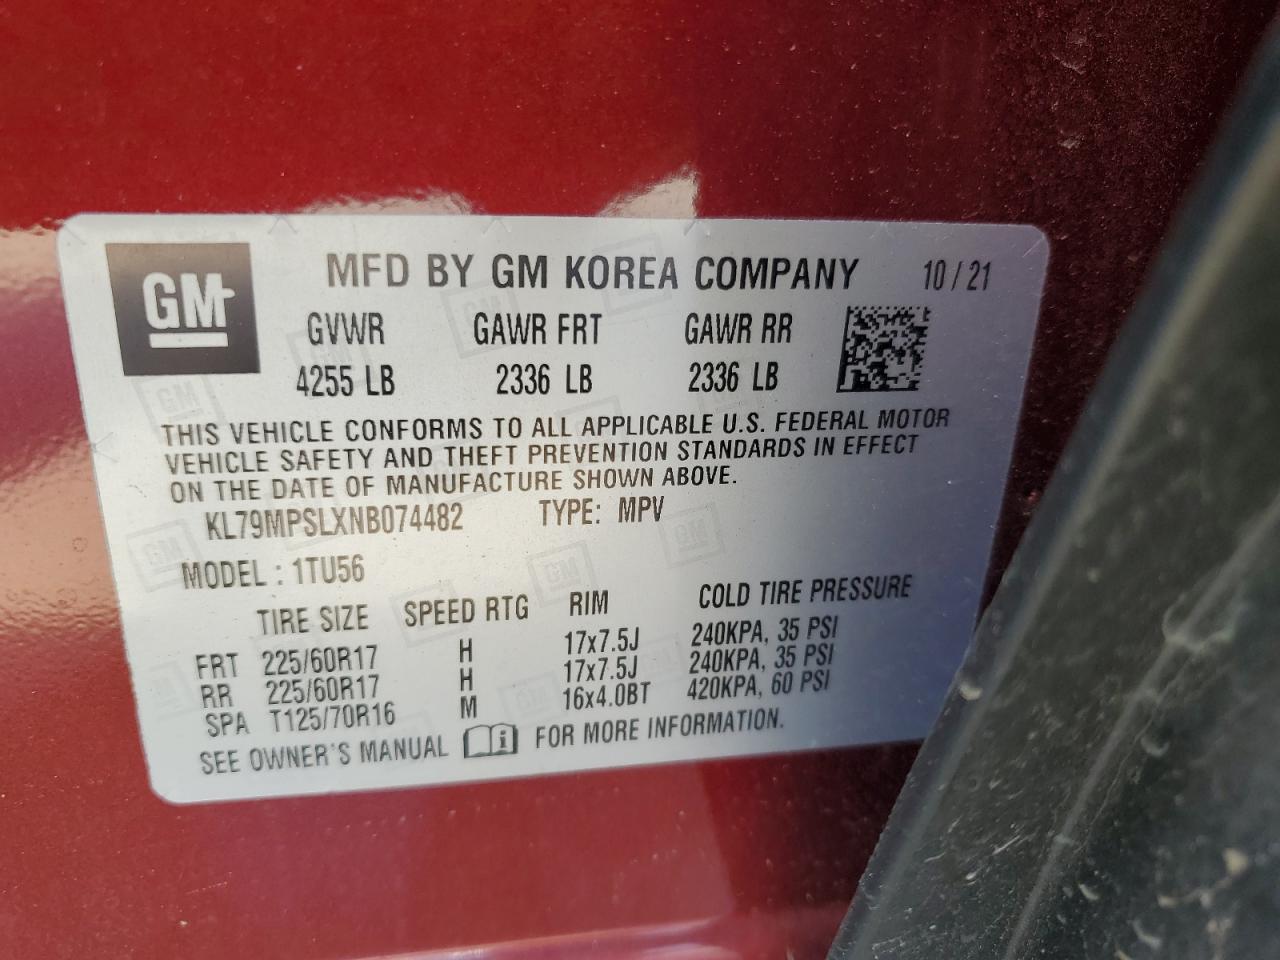 GM
MFD BY GM KOREA COMPANY 10/21
GVWR GAWR FRT GAWR RR
4255 LB 2336 LB 2336 LB
THIS VEHICLE CONFORMS TO ALL APPLICABLE U.S. FEDERAL MOTOR
VEHICLE SAFETY AND THEFT PREVENTION STANDARDS IN EFFECT
ON THE DATE OF MANUFACTURE SHOWN ABOVE.
KL79MPSLXNB074482 TYPE: MPV
MODEL : 1TU56
TIRE SIZE SPEED RTG RIM COLD TIRE PRESSURE
FRT 225/60R17 H 17x7.5J 240KPA, 35 PSI
RR 225/60R17 H 17x7.5J 240KPA, 35 PSI
SPA T125/70R16 M 16x4.0BT 420KPA, 60 PSI
SEE OWNER'S MANUAL i FOR MORE INFORMATION.